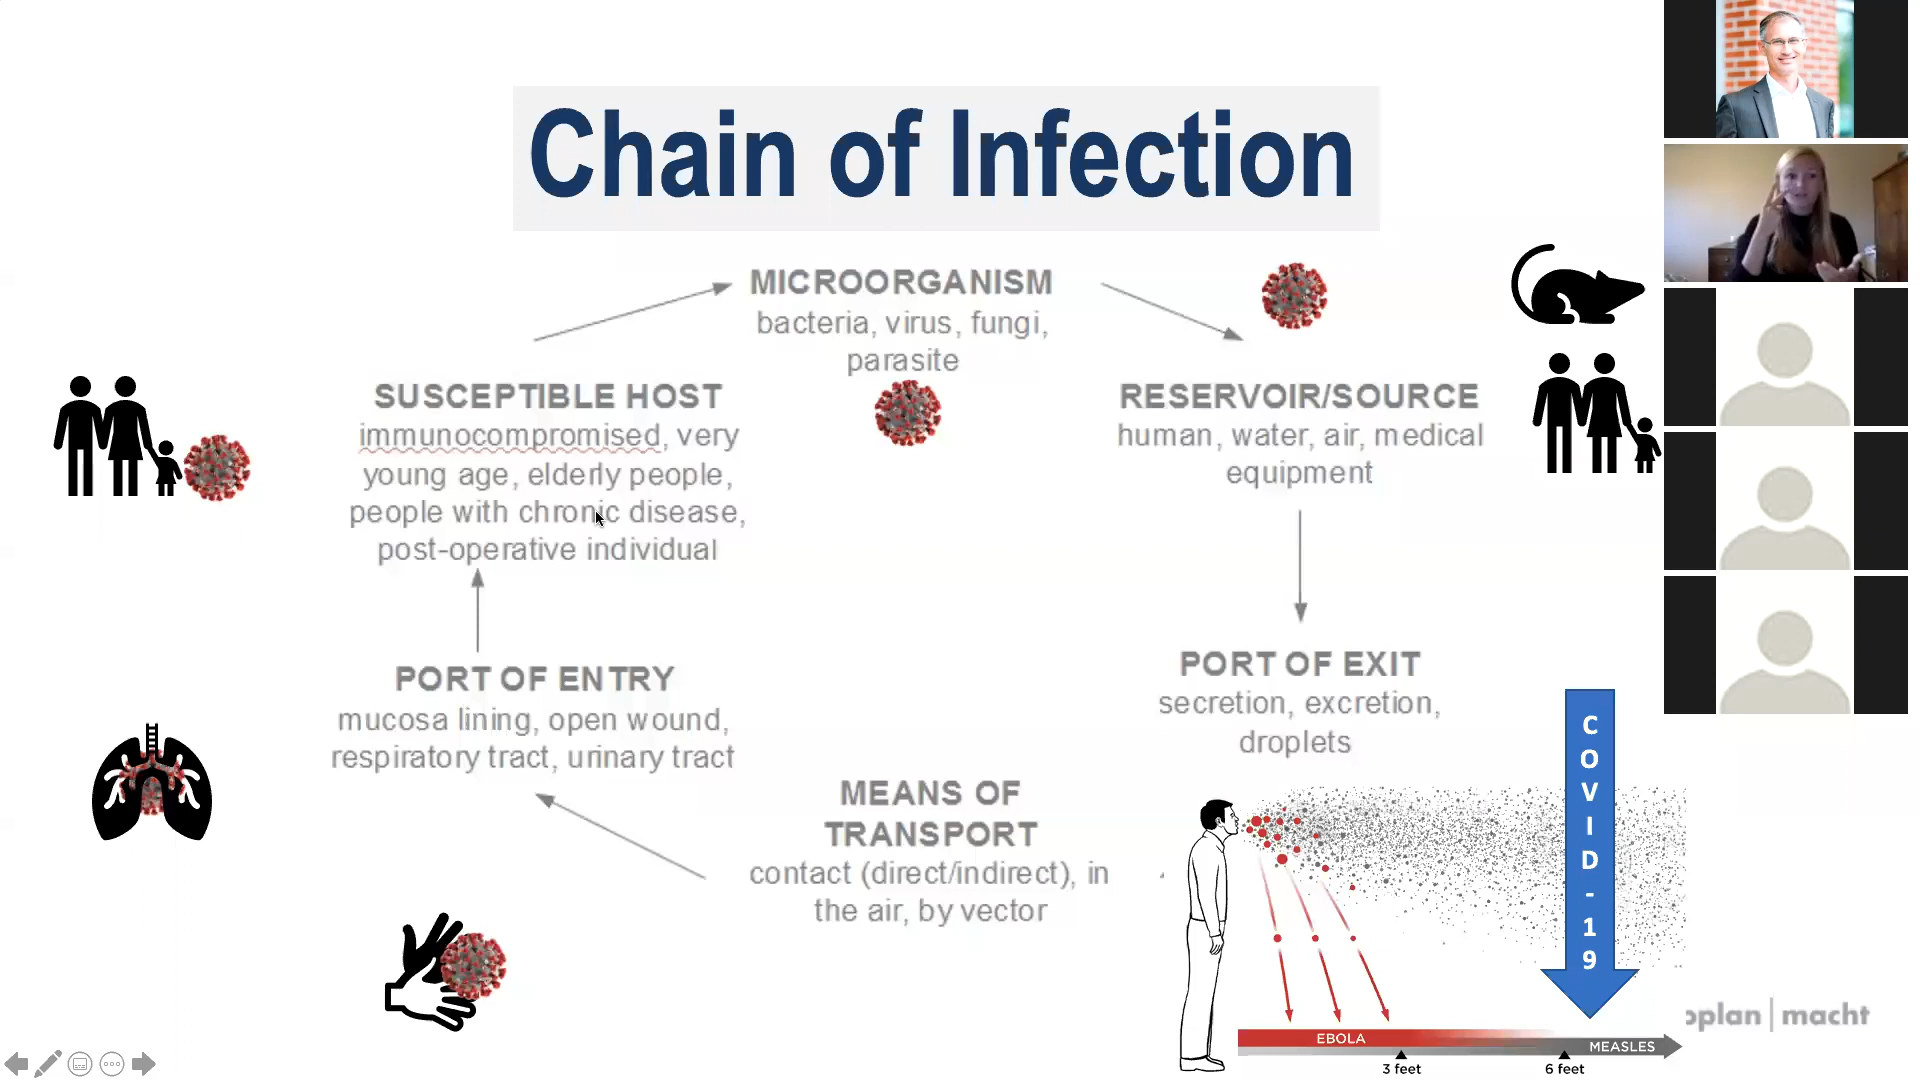 Chain of Infection
MICROORGANISM
bacteria, virus, fungi,
parasite
SUSCEPTIBLE HOST
immunocompromised, very
young age, elderly people,
people with chronic disease,
post-operative individual
RESERVOIR/SOURCE
human, water, air, medical
equipment
PORT OF ENTRY
mucosa lining, open wound,
respiratory tract, urinary tract
PORT OF EXIT
secretion, excretion,
droplets
MEANS OF
TRANSPORT
contact (direct/indirect), in
the air, by vector
COVID-19
EBOLA
MEASLES
3 feet
6 feet
oplan | macht